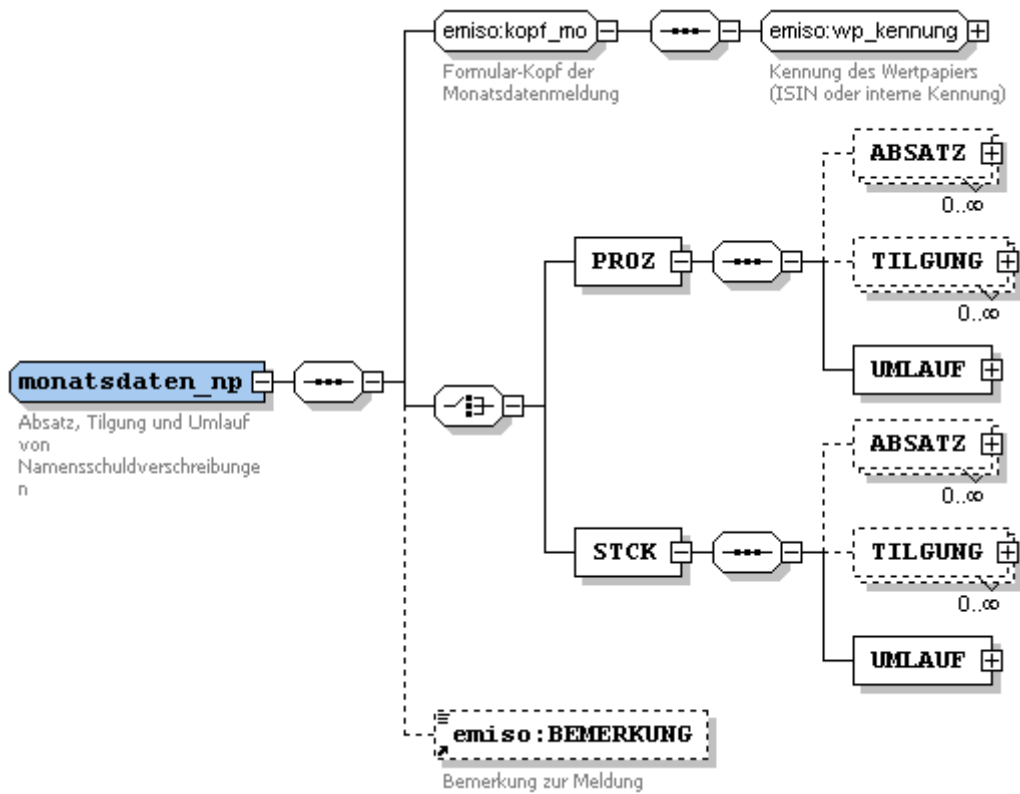 emiso:kopf_mo
emiso:wp_kennung
Formular-Kopf der
Monatsdatenmeldung
Kennung des Wertpapiers
(ISIN oder interne Kennung)
ABSATZ
0..∞
PROZ
TILGUNG
0..∞
UMLAUF
monatsdaten_np
Absatz, Tilgung und Umlauf
von
Namensschuldverschreibunge
n
ABSATZ
0..∞
STCK
TILGUNG
0..∞
UMLAUF
emiso:BEMERKUNG
Bemerkung zur Meldung